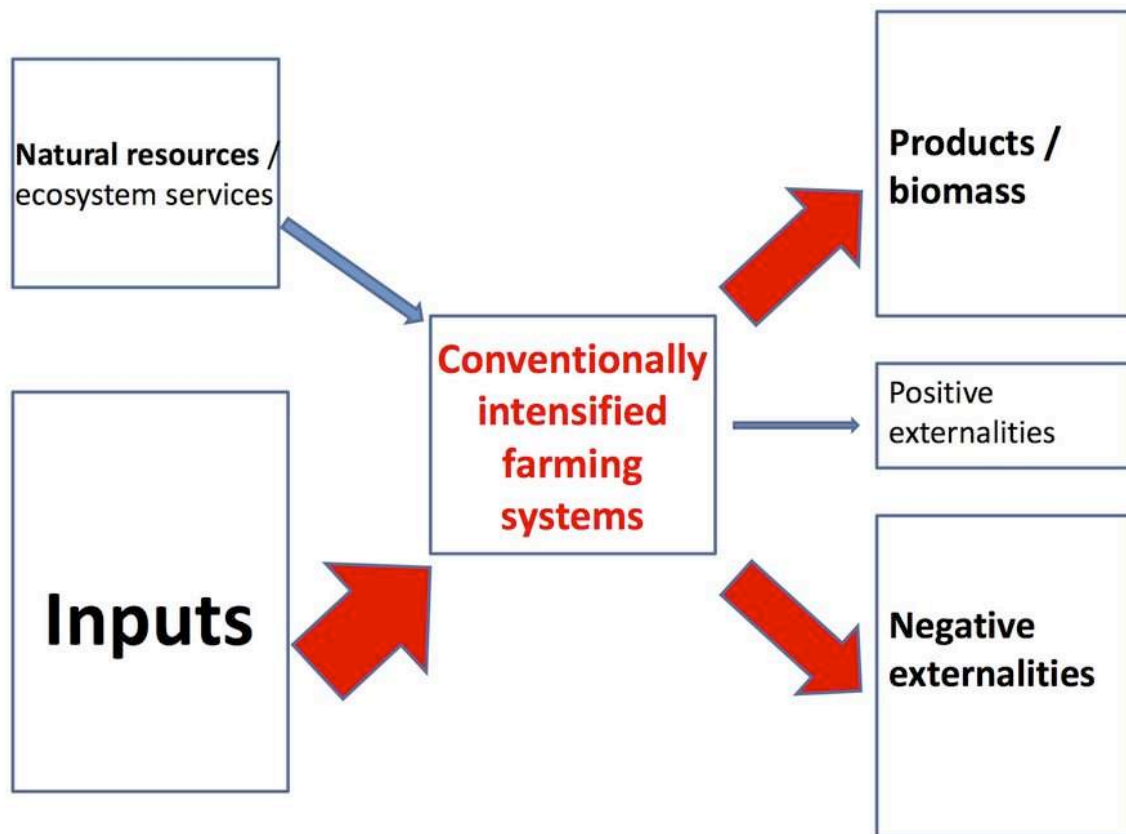 Natural resources /
ecosystem services
Inputs
Conventionally
intensified
farming
systems
Products /
biomass
Positive
externalities
Negative
externalities